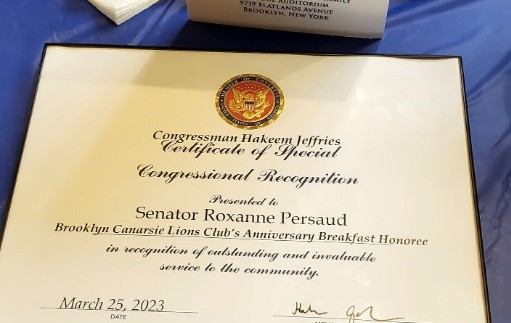 AUDITORIUM
9719 FLATLANDS AVENUE
BROOKLYN, NEW YORK
Congressman Hakeem Jeffries
Certificate of Special
Congressional Recognition
Presented to
Senator Roxanne Persaud
Brooklyn Canarsie Lions Club's Anniversary Breakfast Honoree
in recognition of outstanding and invaluable
service to the community.
March 25, 2023
DATE